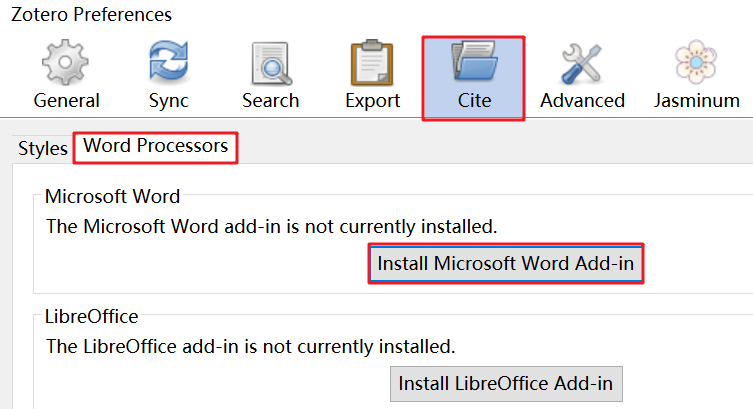 Zotero Preferences
General Sync Search Export Cite Advanced Jasminum
Styles Word Processors
Microsoft Word
The Microsoft Word add-in is not currently installed.
Install Microsoft Word Add-in
LibreOffice
The LibreOffice add-in is not currently installed.
Install LibreOffice Add-in